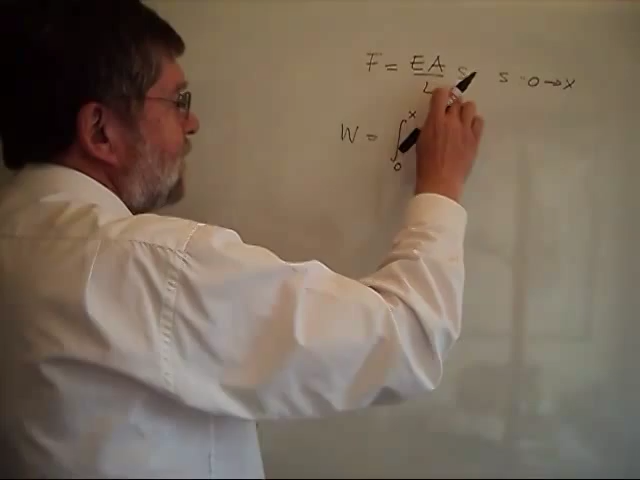 F = EA/L s s 0→x
W = ∫₀ˣ